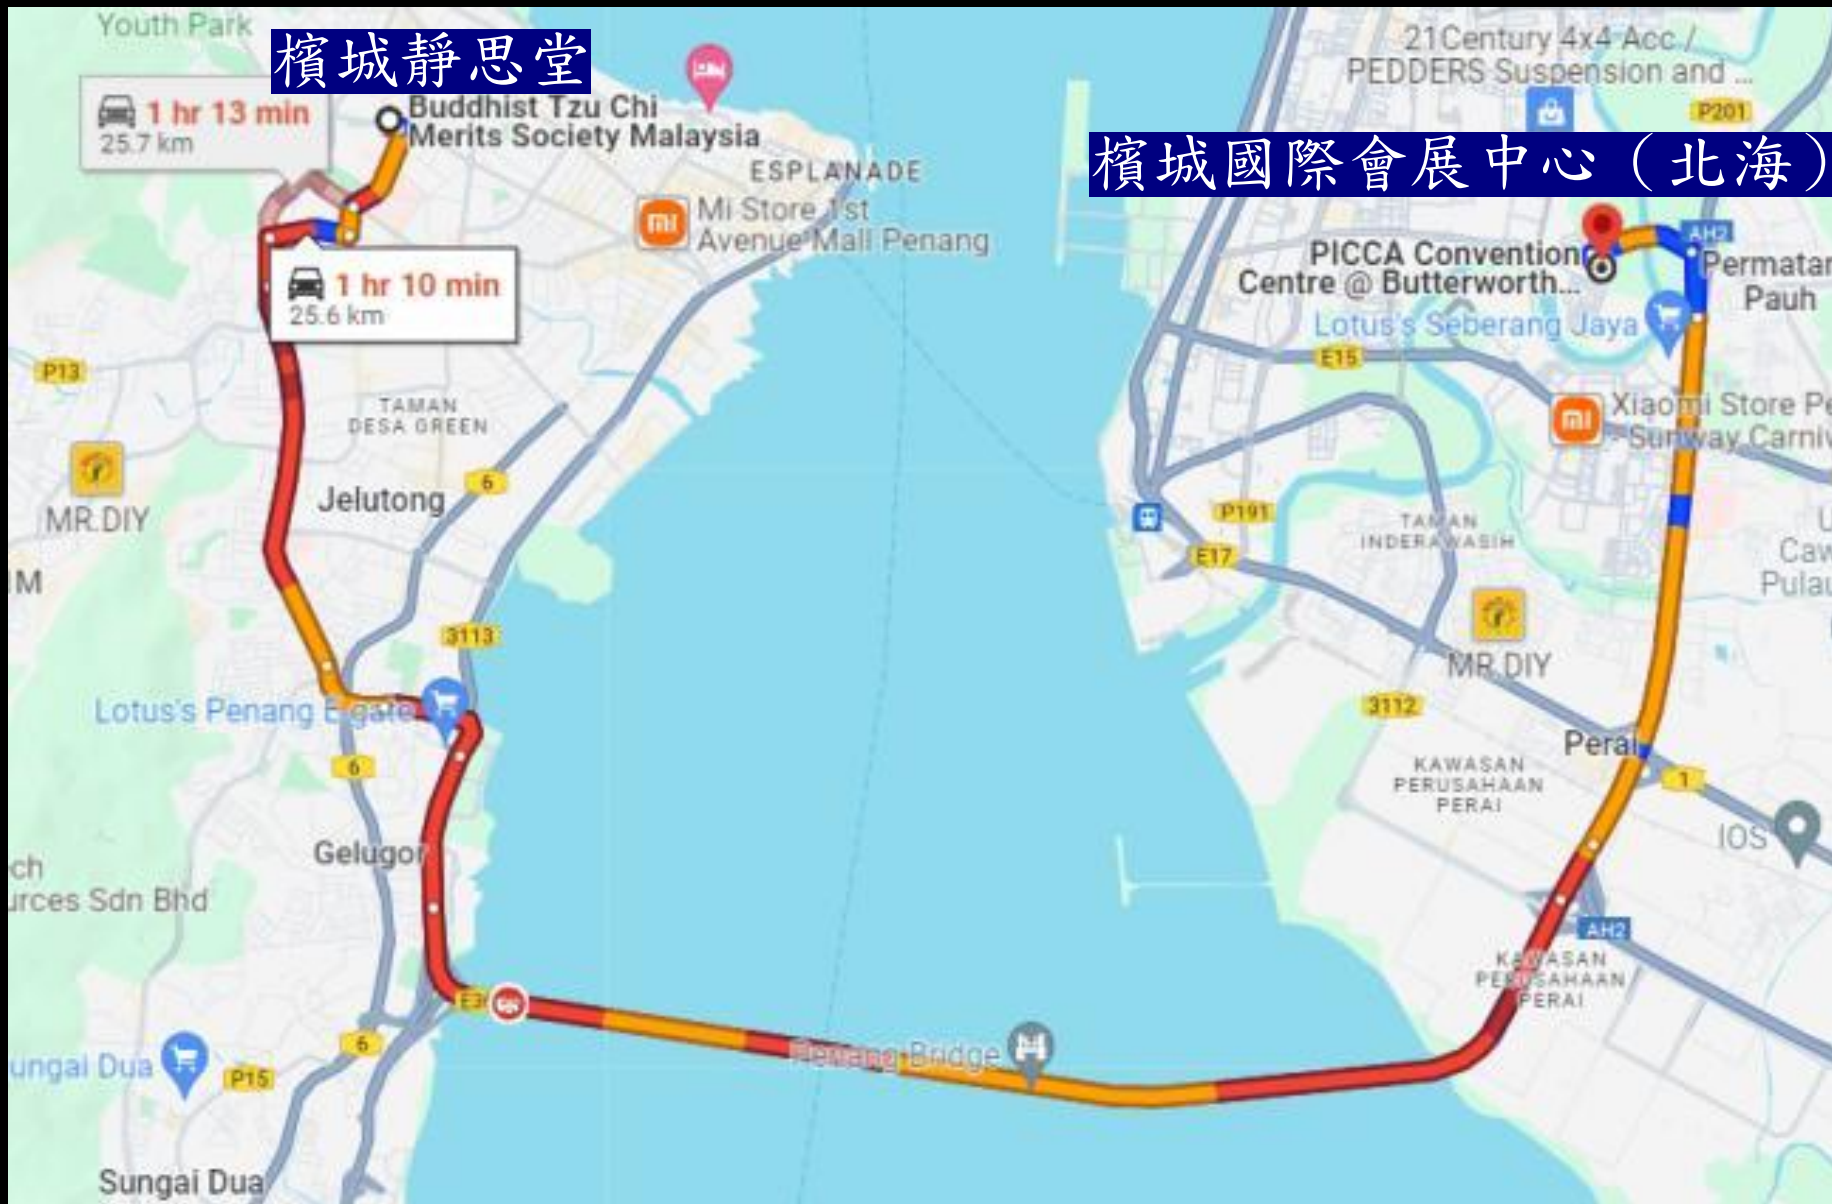 Youth Park
檳城靜思堂
21Century 4x4 Acc /
PEDDERS Suspension and ...
1 hr 13 min
25.7 km
Buddhist Tzu Chi
Merits Society Malaysia
P201
ESPLANADE
檳城國際會展中心（北海）
Mi Store 1st
Avenue Mall Penang
AH2
PICCA Convention
Centre @ Butterworth...
Pauh
1 hr 10 min
25.6 km
Lotus's Seberang Jaya
E15
P13
TAMAN
DESA GREEN
Xiaomi Store
Sunway
6
Jelutong
MR.DIY
P191
TAMAN
INDERAWASIH
E17
3113
MR.DIY
Lotus's Penang E-gate
3112
Perai
6
KAWASAN
PERUSAHAAN
PERAI
1
IOS
Gelugor
Sdn Bhd
AH2
KAWASAN
PERUSAHAAN
PERAI
E36
6
Penang Bridge
Dua
P15
Sungai Dua